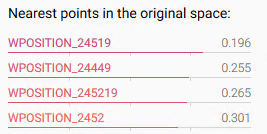 Nearest points in the original space:
WPOSITION_24519 0.196
WPOSITION_24449 0.255
WPOSITION_245219 0.265
WPOSITION_2452 0.301